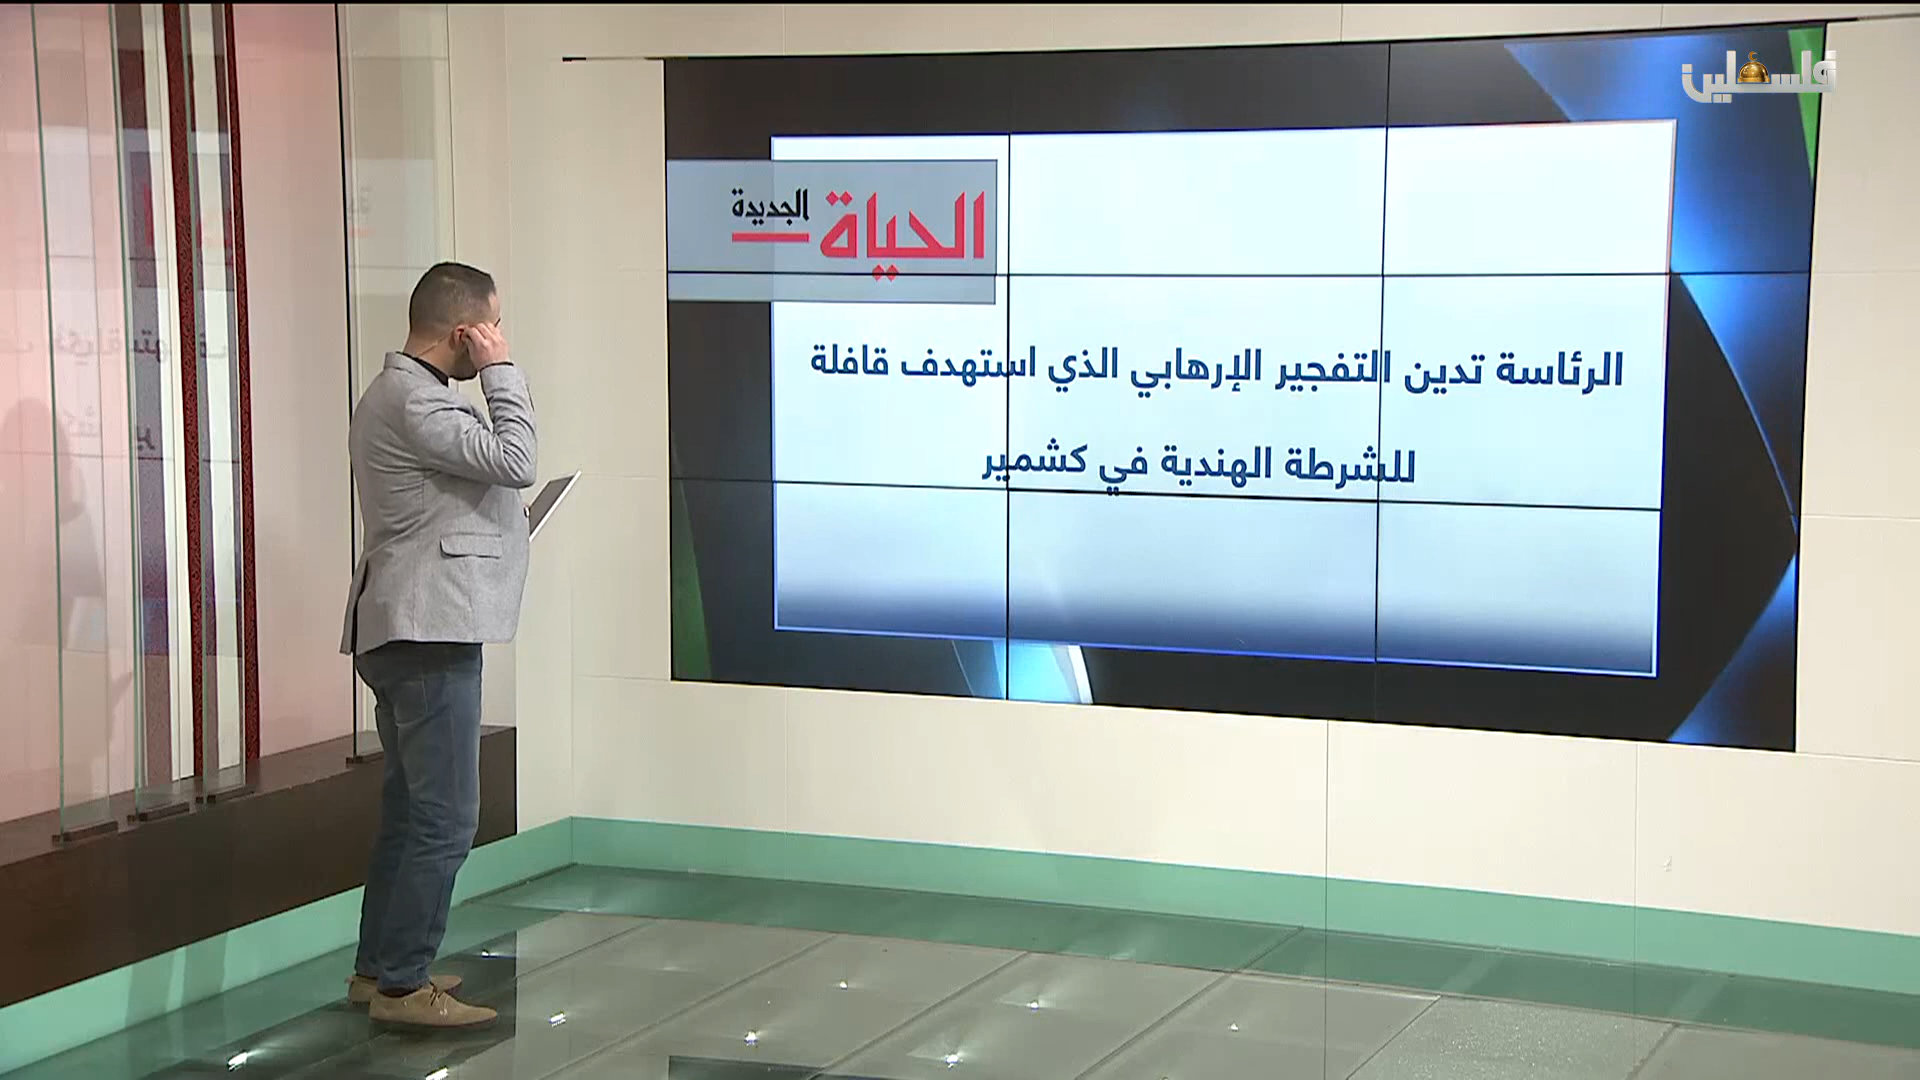 فلسطين
الحياة
الجديدة
الرئاسة تدين التفجير الإرهابي الذي استهدف قافلة
للشرطة الهندية في كشمير